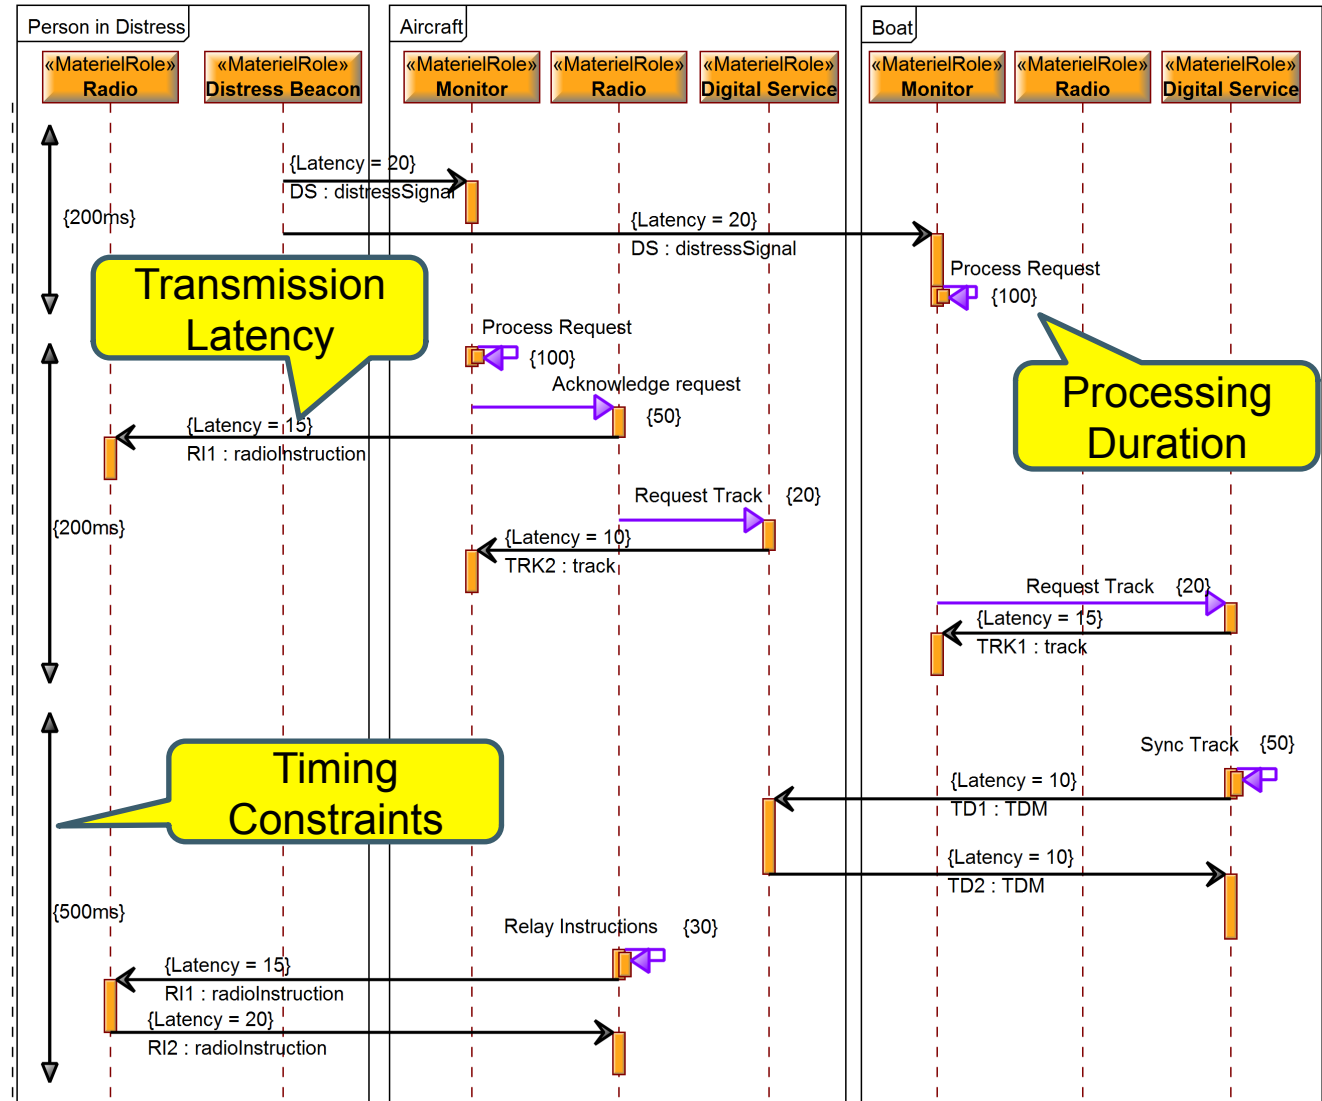 Person in Distress
Aircraft
Boat
«MaterielRole»
Radio
«MaterielRole»
Distress Beacon
«MaterielRole»
Monitor
«MaterielRole»
Radio
«MaterielRole»
Digital Service
«MaterielRole»
Monitor
«MaterielRole»
Radio
«MaterielRole»
Digital Service
{Latency = 20}
DS : distressSignal
{200ms}
{Latency = 20}
DS : distressSignal
Process Request
{100}
Transmission
Latency
Process Request
{100}
Acknowledge request
{50}
Processing
Duration
{Latency = 15}
RI1 : radioInstruction
Request Track {20}
{200ms}
{Latency = 10}
TRK2 : track
Request Track {20}
{Latency = 15}
TRK1 : track
Sync Track {50}
Timing
Constraints
{Latency = 10}
TD1 : TDM
{Latency = 10}
TD2 : TDM
{500ms}
Relay Instructions {30}
{Latency = 15}
RI1 : radioInstruction
{Latency = 20}
RI2 : radioInstruction